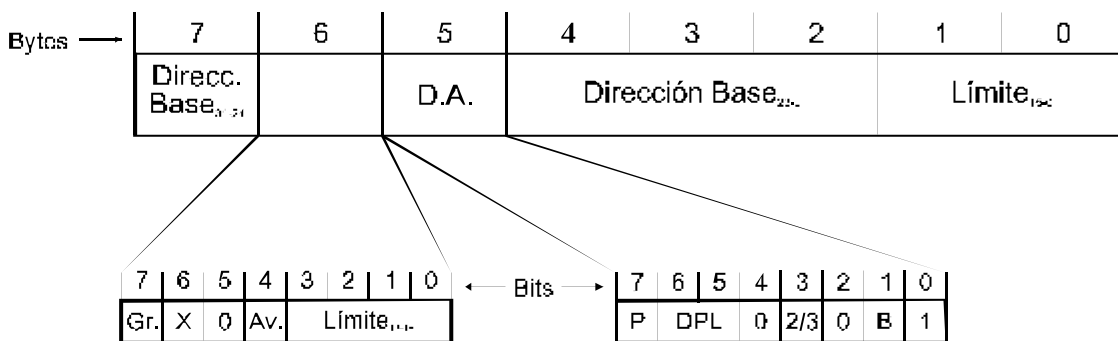 Bytes
7 6 5 4 3 2 1 0
Direcc.
Base D.A. Dirección Base Límite
7 6 5 4 3 2 1 0 Bits 7 6 5 4 3 2 1 0
Gr. X 0 Av. Límite P DPL 0 2/3 0 B 1